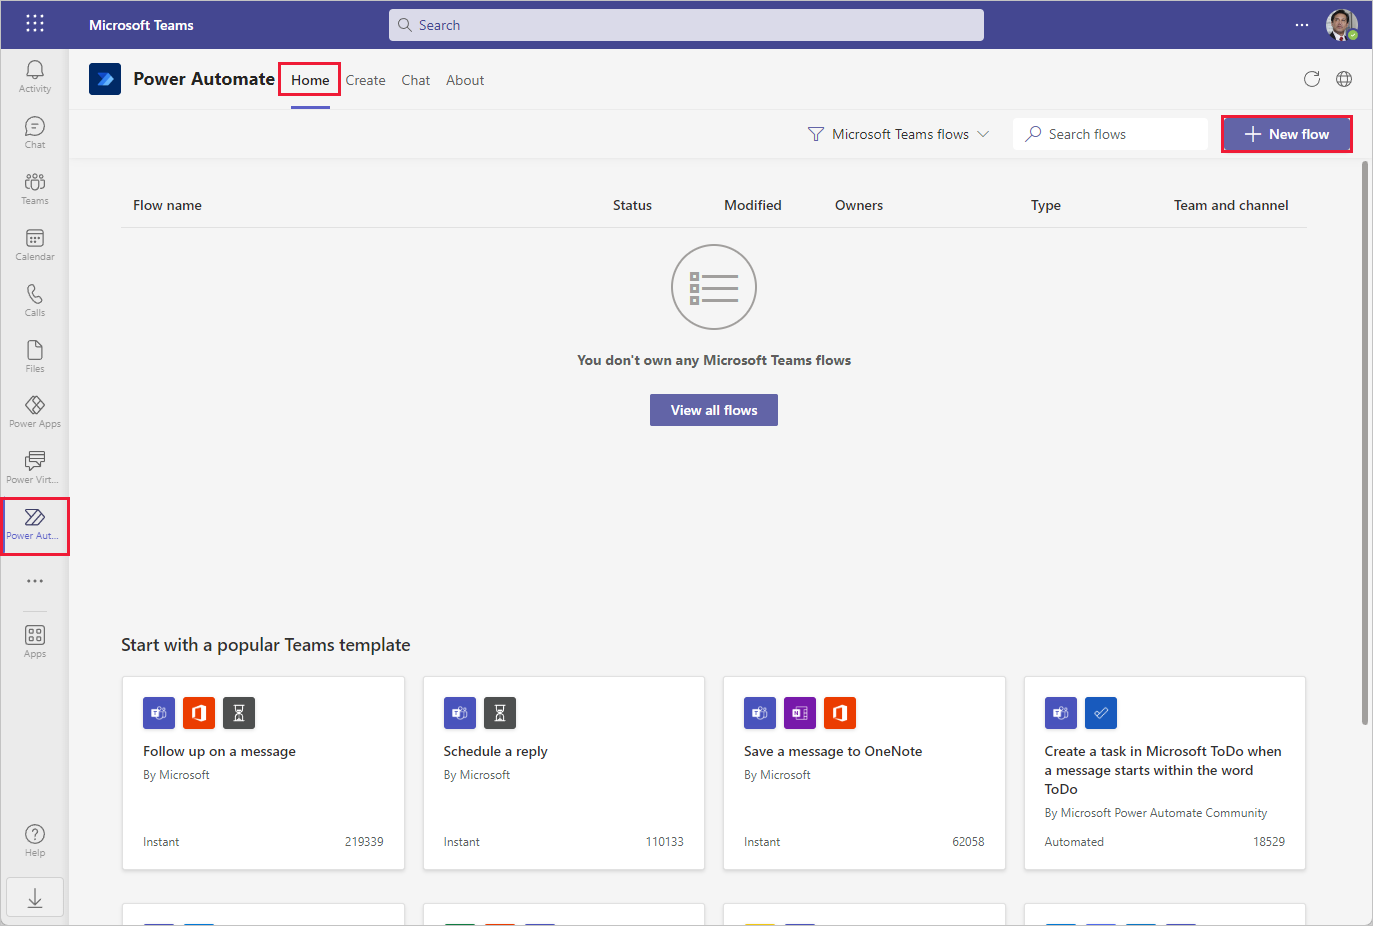 Microsoft Teams
Search
Activity
Chat
Teams
Calendar
Calls
Files
Power Apps
Power Virt...
Power Aut...
Apps
Help
Power Automate Home Create Chat About
Microsoft Teams flows
Search flows
New flow
Flow name Status Modified Owners Type Team and channel
You don't own any Microsoft Teams flows
View all flows
Start with a popular Teams template
Follow up on a message
By Microsoft
Instant 219339
Schedule a reply
By Microsoft
Instant 110133
Save a message to OneNote
By Microsoft
Instant 62058
Create a task in Microsoft ToDo when
a message starts within the word
ToDo
By Microsoft Power Automate Community
Automated 18529